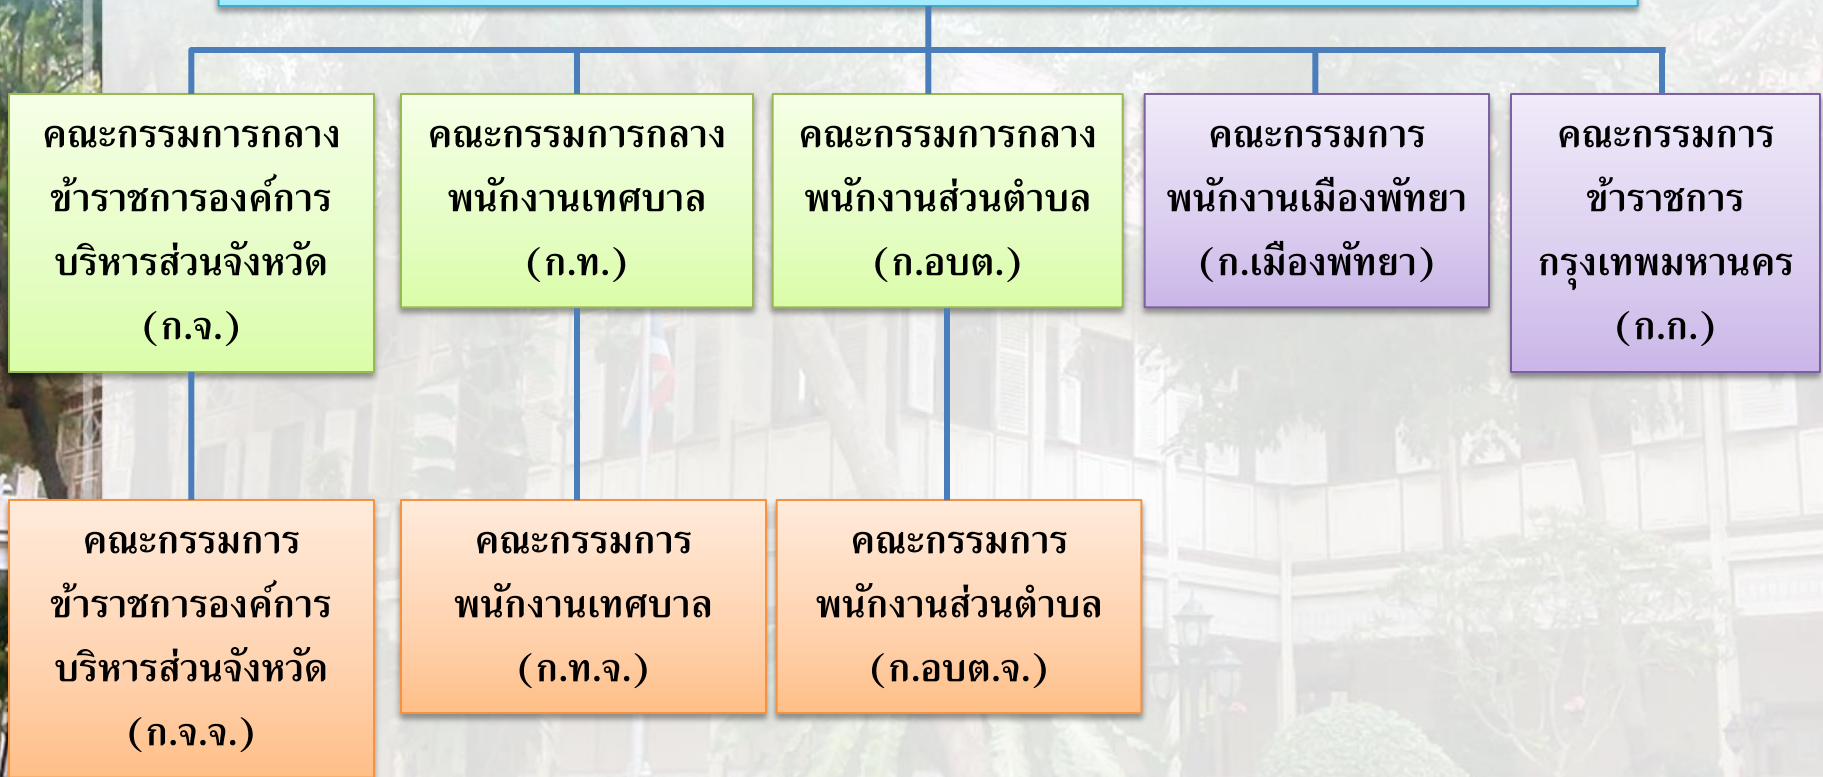 คณะกรรมการกลาง
ข้าราชการองค์การ
บริหารส่วนจังหวัด
(ก.จ.)
คณะกรรมการกลาง
พนักงานเทศบาล
(ก.ท.)
คณะกรรมการกลาง
พนักงานส่วนตำบล
(ก.อบต.)
คณะกรรมการ
พนักงานเมืองพัทยา
(ก.เมืองพัทยา)
คณะกรรมการ
ข้าราชการ
กรุงเทพมหานคร
(ก.ก.)
คณะกรรมการ
ข้าราชการองค์การ
บริหารส่วนจังหวัด
(ก.จ.จ.)
คณะกรรมการ
พนักงานเทศบาล
(ก.ท.จ.)
คณะกรรมการ
พนักงานส่วนตำบล
(ก.อบต.จ.)